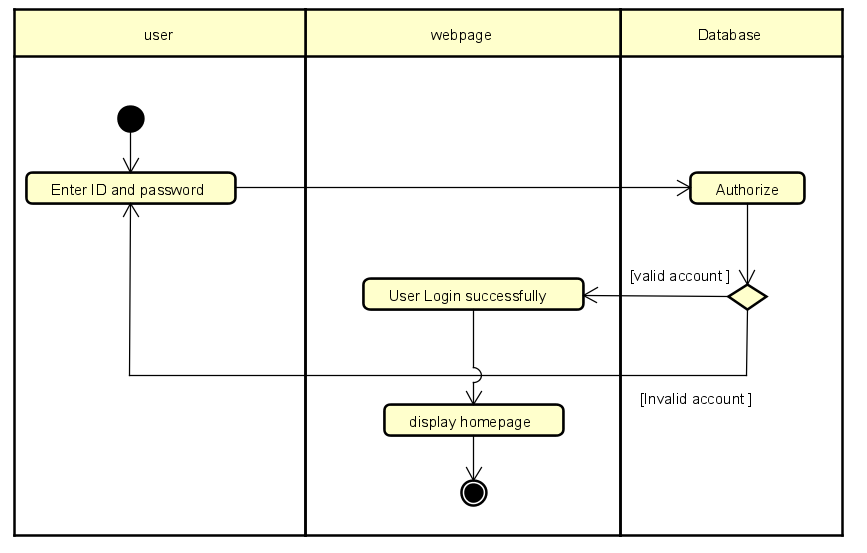 user
webpage
Database
Enter ID and password
Authorize
[valid account ]
User Login successfully
[Invalid account ]
display homepage